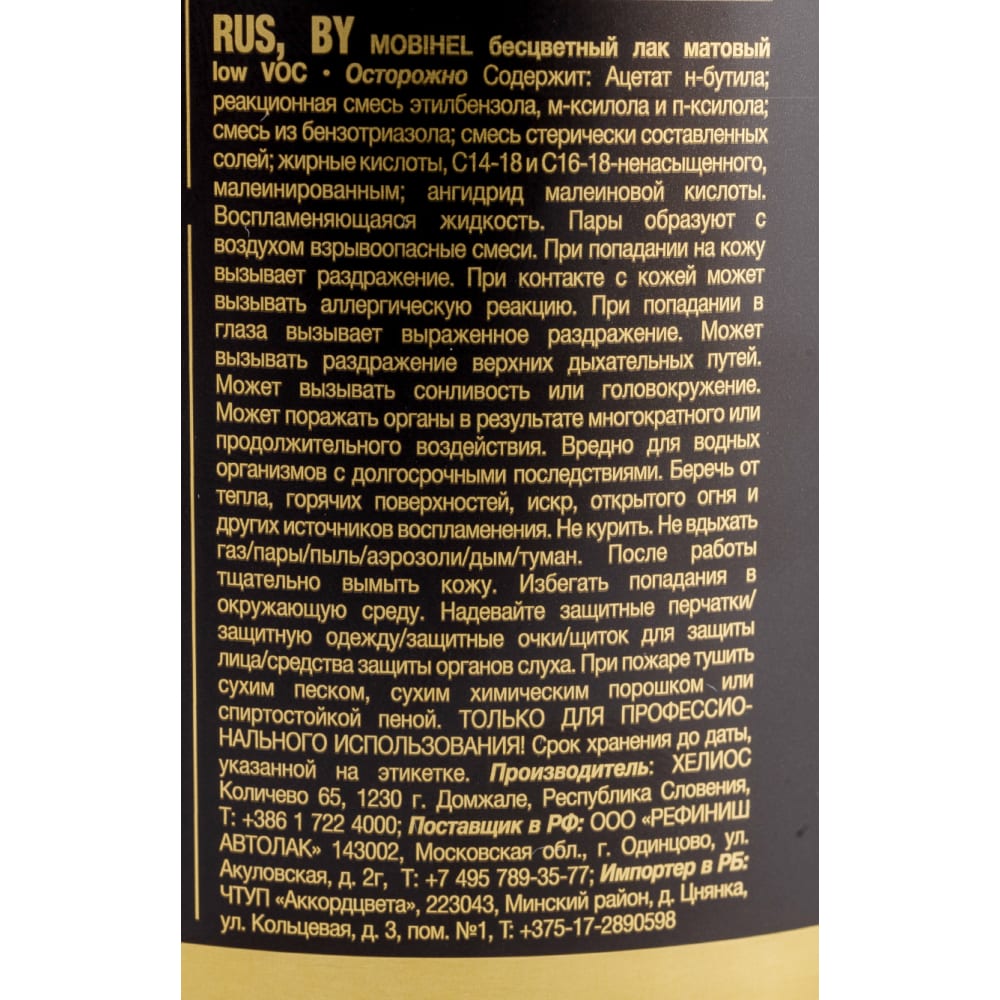 RUS, BY MOBIHEL бесцветный лак матовый
low VOC • Осторожно Содержит: Ацетат н-бутила;
реакционная смесь этилбензола, м-ксилола и п-ксилола;
смесь из бензотриазола; смесь стерически составленных
солей; жирные кислоты, С14-18 и С16-18-ненасыщенного,
малеинированным; ангидрид малеиновой кислоты.
Воспламеняющаяся жидкость. Пары образуют с
воздухом взрывоопасные смеси. При попадании на кожу
вызывает раздражение. При контакте с кожей может
вызывать аллергическую реакцию. При попадании в
глаза вызывает выраженное раздражение. Может
вызывать раздражение верхних дыхательных путей.
Может вызывать сонливость или головокружение.
Может поражать органы в результате многократного или
продолжительного воздействия. Вредно для водных
организмов с долгосрочными последствиями. Беречь от
тепла, горячих поверхностей, искр, открытого огня и
других источников воспламенения. Не курить. Не вдыхать
газ/пары/пыль/аэрозоли/дым/туман. После работы
тщательно вымыть кожу. Избегать попадания в
окружающую среду. Надевайте защитные перчатки/
защитную одежду/защитные очки/щиток для защиты
лица/средства защиты органов слуха. При пожаре тушить
сухим песком, сухим химическим порошком или
спиртостойкой пеной. ТОЛЬКО ДЛЯ ПРОФЕССИО-
НАЛЬНОГО ИСПОЛЬЗОВАНИЯ! Срок хранения до даты,
указанной на этикетке. Производитель: ХЕЛИОС
Количево 65, 1230 г. Домжале, Республика Словения,
Т: +386 1 722 4000; Поставщик в РФ: ООО «РЕФИНИШ
АВТОЛАК» 143002, Московская обл., г. Одинцово, ул.
Акуловская, д. 2г, Т: +7 495 789-35-77; Импортер в РБ:
ЧТУП «Аккордцвета», 223043, Минский район, д. Цнянка,
ул. Кольцевая, д. 3, пом. №1, Т: +375-17-2890598